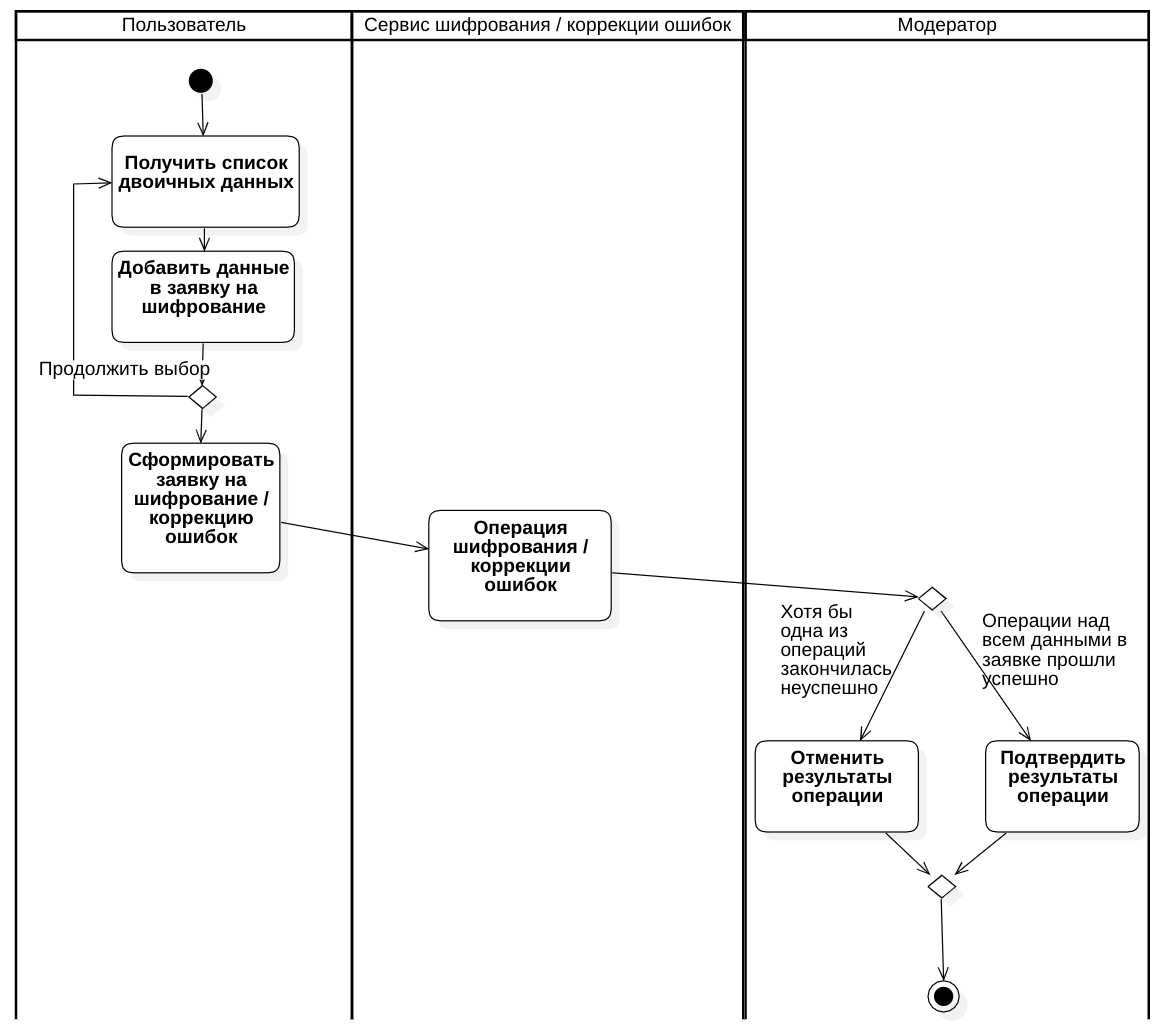 Пользователь
Сервис шифрования / коррекции ошибок
Модератор
Получить список
двоичных данных
Добавить данные
в заявку на
шифрование
Продолжить выбор
Сформировать
заявку на
шифрование /
коррекцию
ошибок
Операция
шифрования /
коррекции
ошибок
Хотя бы
одна из
операций
закончилась
неуспешно
Операции над
всем данными в
заявке прошли
успешно
Отменить
результаты
операции
Подтвердить
результаты
операции